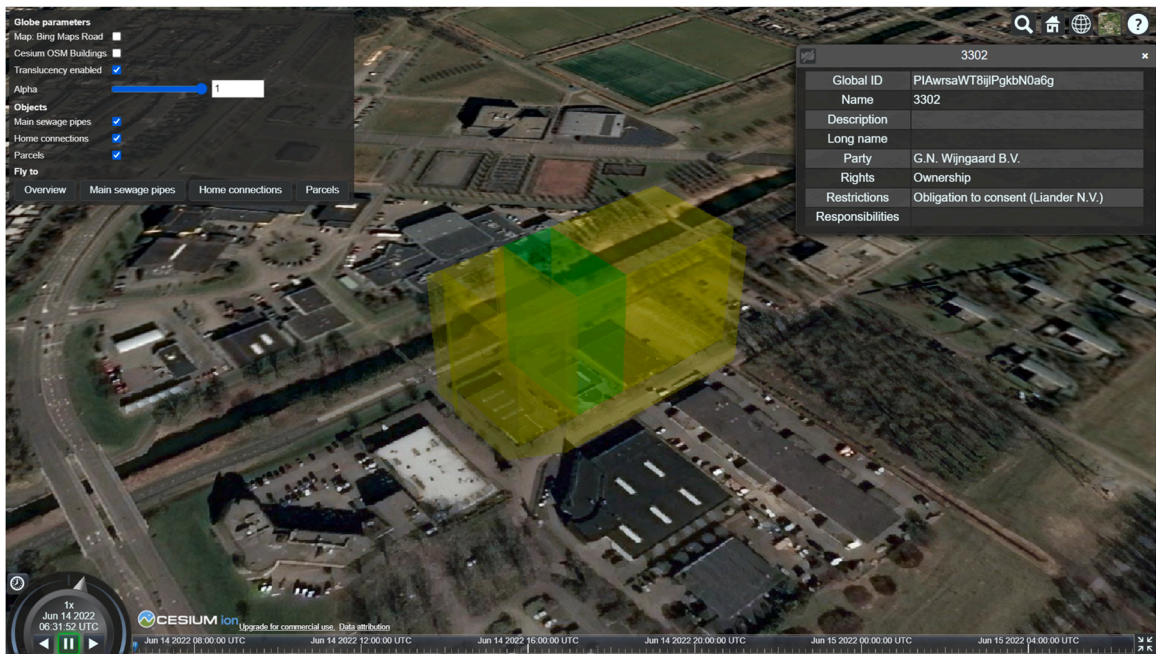 Globe parameters
Map: Bing Maps Road
Cesium OSM Buildings
Translucency enabled
Alpha 1
Objects
Main sewage pipes
Home connections
Parcels
Fly to
Overview Main sewage pipes Home connections Parcels
?
3302 ×
Global ID PIAwrsaWT8ijlPgkbN0a6g
Name 3302
Description
Long name
Party G.N. Wijngaard B.V.
Rights Ownership
Restrictions Obligation to consent (Liander N.V.)
Responsibilities
1x
Jun 14 2022
06:31:52 UTC
CESIUM ion Upgrade for commercial use. Data attribution
Jun 14 2022 08:00:00 UTC Jun 14 2022 12:00:00 UTC Jun 14 2022 16:00:00 UTC Jun 14 2022 20:00:00 UTC Jun 15 2022 00:00:00 UTC Jun 15 2022 04:00:00 UTC